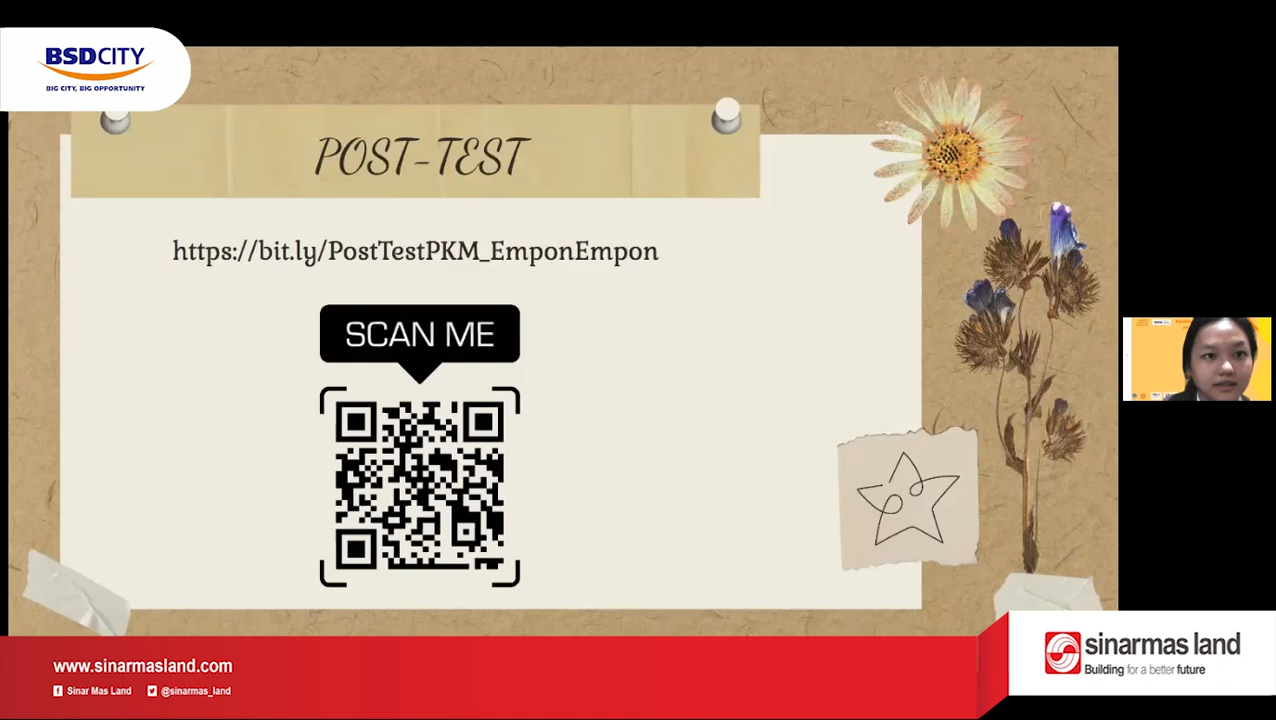 BSDCITY
BIG CITY, BIG OPPORTUNITY
POST-TEST
https://bit.ly/PostTestPKM_EmponEmpon
SCAN ME
www.sinarmasland.com
Sinar Mas Land @sinarmas_land
sinarmas land
Building for a better future